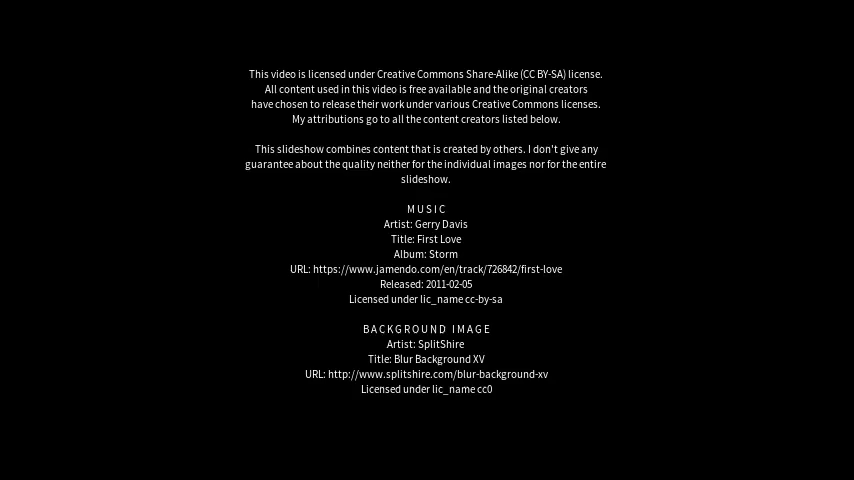 This video is licensed under Creative Commons Share-Alike (CC BY-SA) license.
All content used in this video is free available and the original creators
have chosen to release their work under various Creative Commons licenses.
My attributions go to all the content creators listed below.
This slideshow combines content that is created by others. I don't give any
guarantee about the quality neither for the individual images nor for the entire
slideshow.
MUSIC
Artist: Gerry Davis
Title: First Love
Album: Storm
URL: https://www.jamendo.com/en/track/726842/first-love
Released: 2011-02-05
Licensed under lic_name cc-by-sa
BACKGROUND IMAGE
Artist: SplitShire
Title: Blur Background XV
URL: http://www.splitshire.com/blur-background-xv
Licensed under lic_name cc0